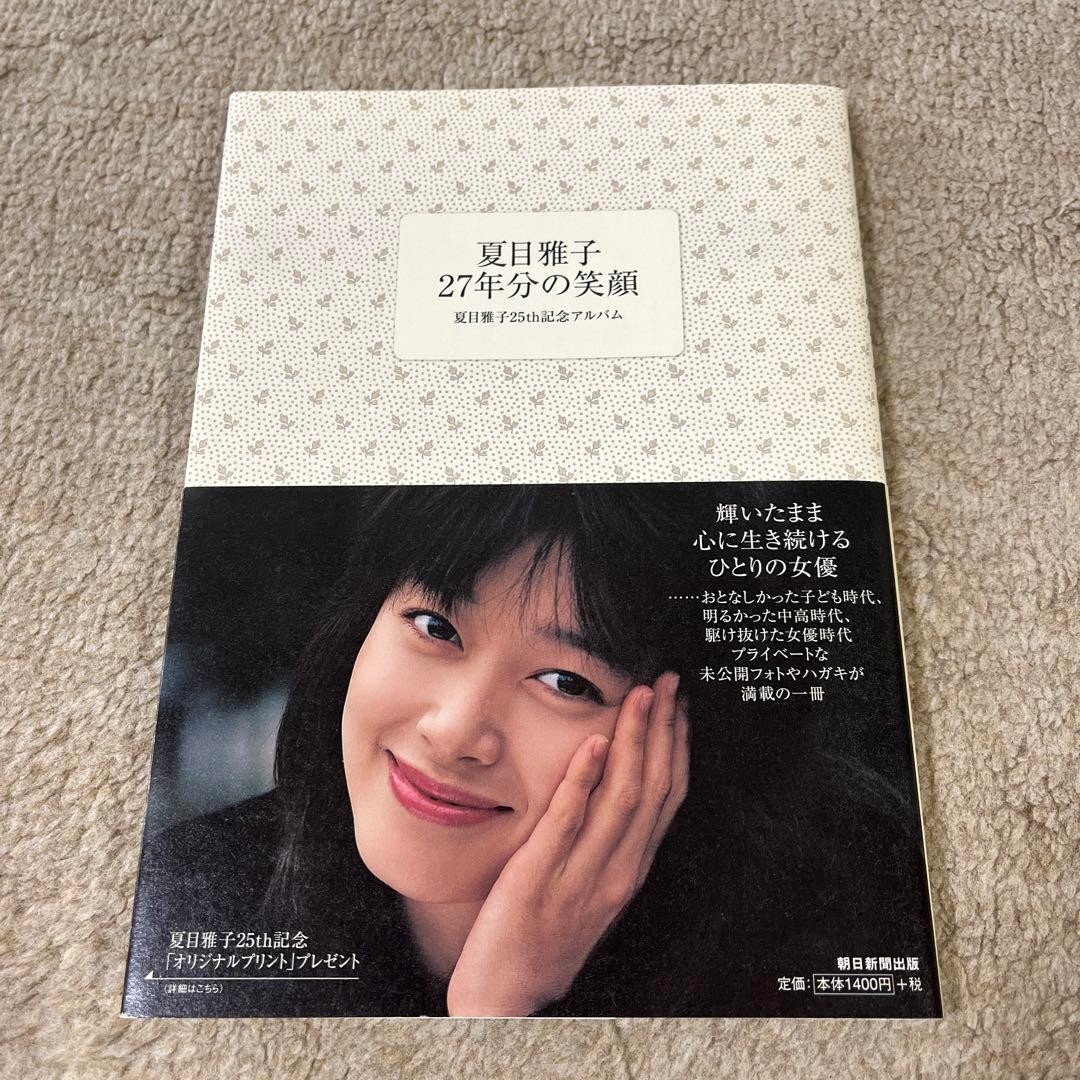 夏目雅子
27年分の笑顔
夏目雅子25th記念アルバム
輝いたまま
心に生き続ける
ひとりの女優
……おとなしかった子ども時代、
明るかった中高時代、
駆け抜けた女優時代
プライベートな
未公開フォトやハガキが
満載の一冊
夏目雅子25th記念
「オリジナルプリント」プレゼント
（詳細はこちら）
朝日新聞出版
定価：本体1400円＋税